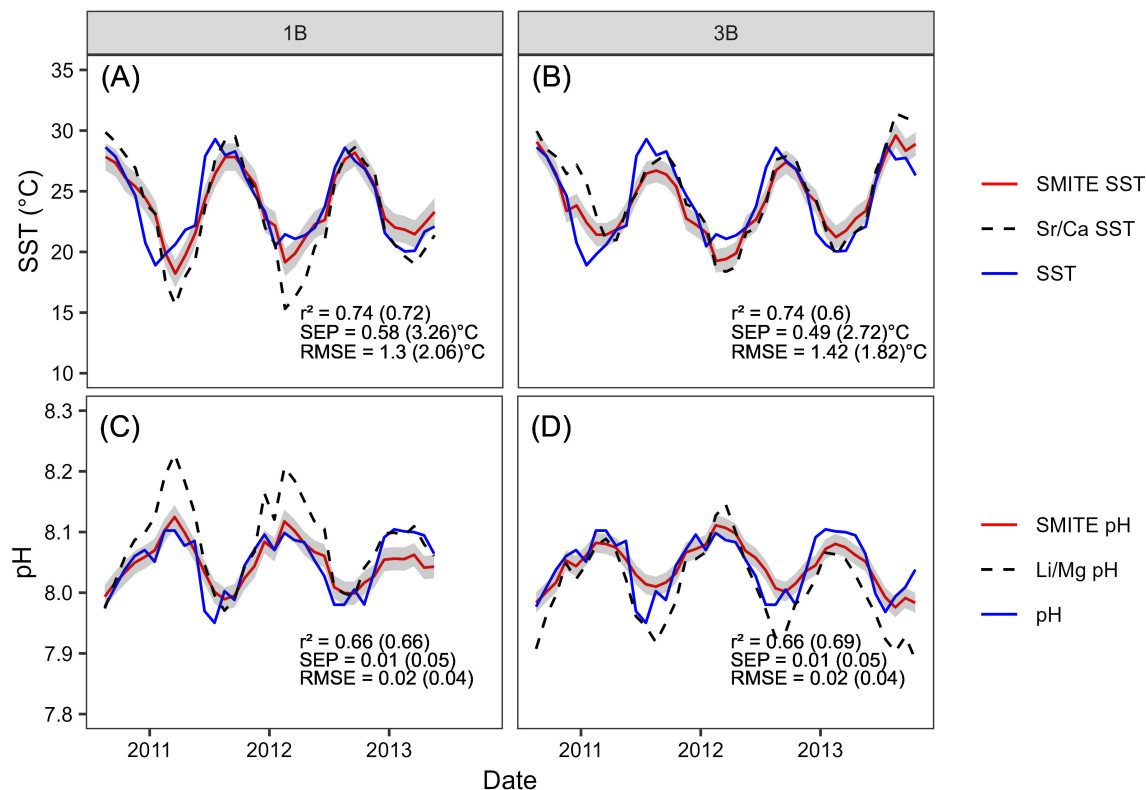 1B
3B
(A)
(B)
35
30
25
20
15
10
SST (°C)
r² = 0.74 (0.72)
SEP = 0.58 (3.26)°C
RMSE = 1.3 (2.06)°C
r² = 0.74 (0.6)
SEP = 0.49 (2.72)°C
RMSE = 1.42 (1.82)°C
SMITE SST
Sr/Ca SST
SST
(C)
(D)
8.3
8.2
8.1
8.0
7.9
7.8
pH
r² = 0.66 (0.66)
SEP = 0.01 (0.05)
RMSE = 0.02 (0.04)
r² = 0.66 (0.69)
SEP = 0.01 (0.05)
RMSE = 0.02 (0.04)
SMITE pH
Li/Mg pH
pH
2011
2012
2013
2011
2012
2013
Date